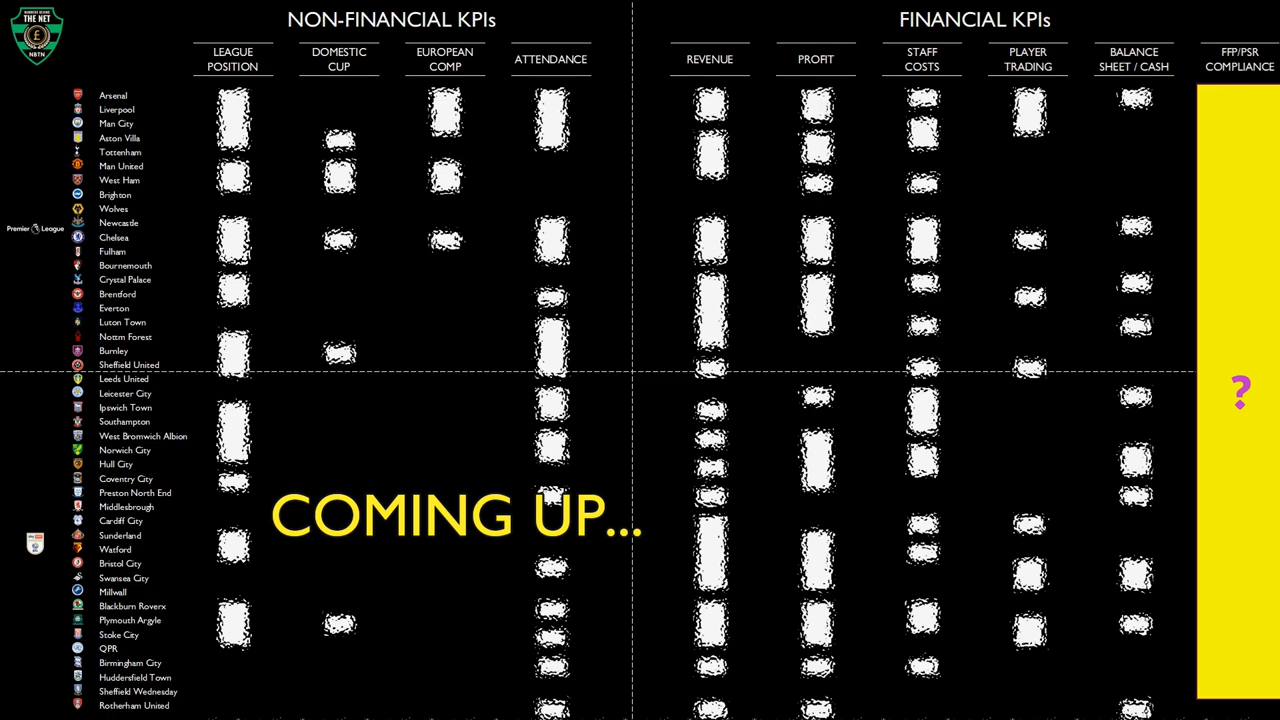 NUMBERS BEHIND
THE NET
£
NBTN
NON-FINANCIAL KPIs
FINANCIAL KPIs
LEAGUE
POSITION
DOMESTIC
CUP
EUROPEAN
COMP
ATTENDANCE
REVENUE
PROFIT
STAFF
COSTS
PLAYER
TRADING
BALANCE
SHEET / CASH
FFP/PSR
COMPLIANCE
Arsenal
Liverpool
Man City
Aston Villa
Tottenham
Man United
West Ham
Brighton
Wolves
Newcastle
Premier League
Chelsea
Fulham
Bournemouth
Crystal Palace
Brentford
Everton
Luton Town
Nottm Forest
Burnley
Sheffield United
Leeds United
?
Leicester City
Ipswich Town
Southampton
West Bromwich Albion
Norwich City
Hull City
Coventry City
Preston North End
Middlesbrough
COMING UP...
Cardiff City
Sunderland
Watford
Bristol City
Swansea City
Millwall
Blackburn Roverx
Plymouth Argyle
Stoke City
QPR
Birmingham City
Huddersfield Town
Sheffield Wednesday
Rotherham United